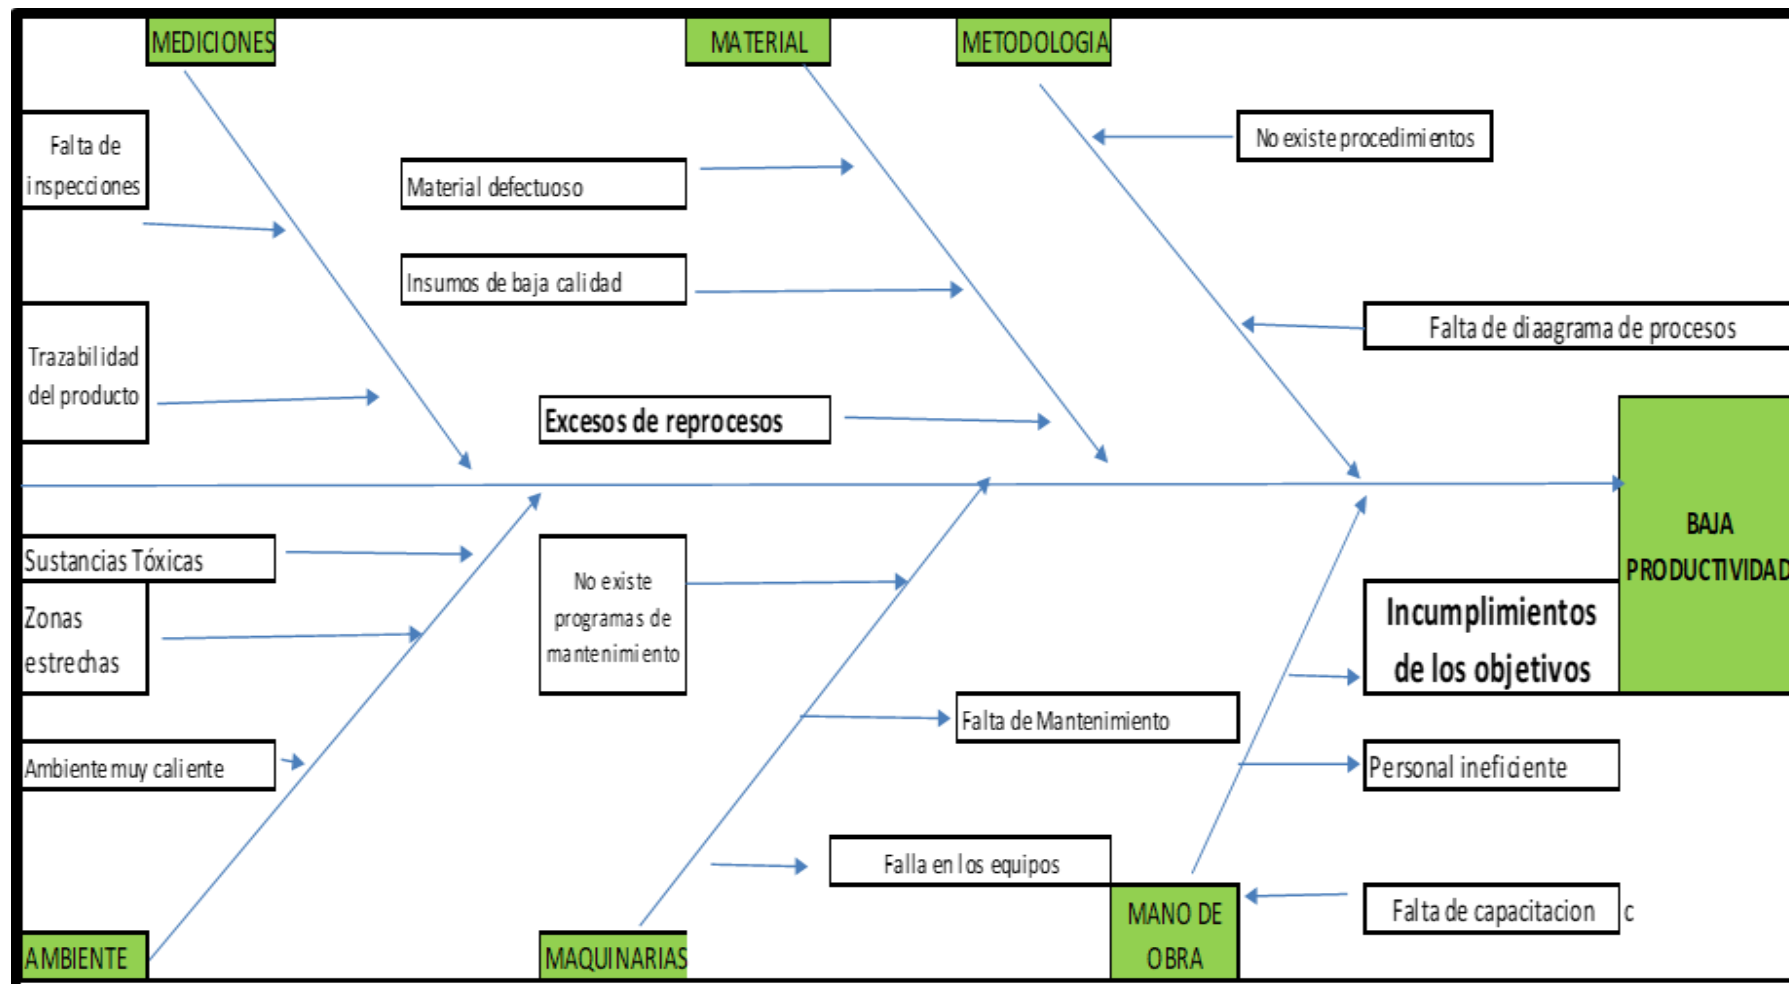 MEDICIONES
MATERIAL
METODOLOGIA
Falta de
inspecciones
Material defectuoso
No existe procedimientos
Insumos de baja calidad
Trazabilidad
del producto
Falta de diaagrama de procesos
Excesos de reprocesos
BAJA
PRODUCTIVIDAD
Sustancias Tóxicas
Zonas
estrechas
No existe
programas de
mantenimiento
Incumplimientos
de los objetivos
Falta de Mantenimiento
Ambiente muy caliente
Personal ineficiente
Falla en los equipos
Falta de capacitacion
c
AMBIENTE
MAQUINARIAS
MANO DE
OBRA